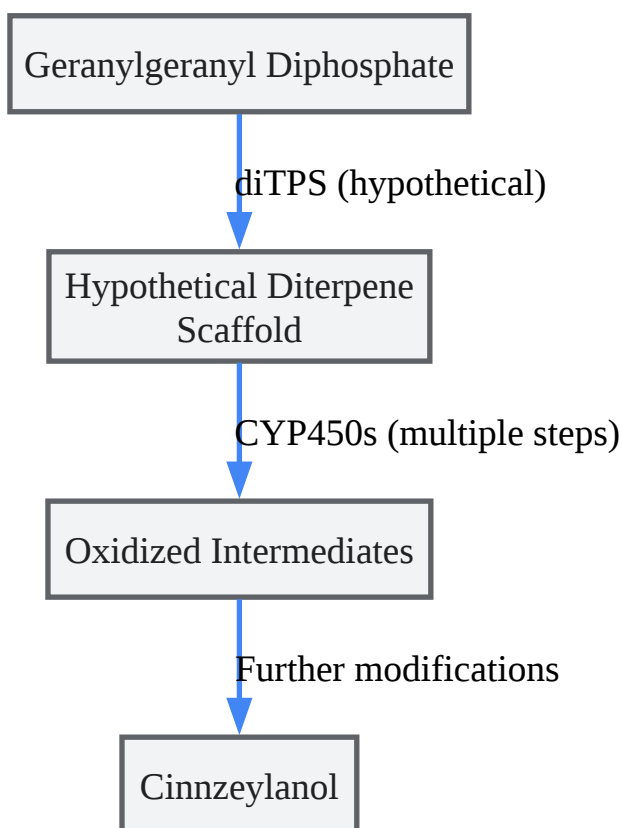 Geranylgeranyl Diphosphate
diTPS (hypothetical)
Hypothetical Diterpene
Scaffold
CYP450s (multiple steps)
Oxidized Intermediates
Further modifications
Cinnzeylanol